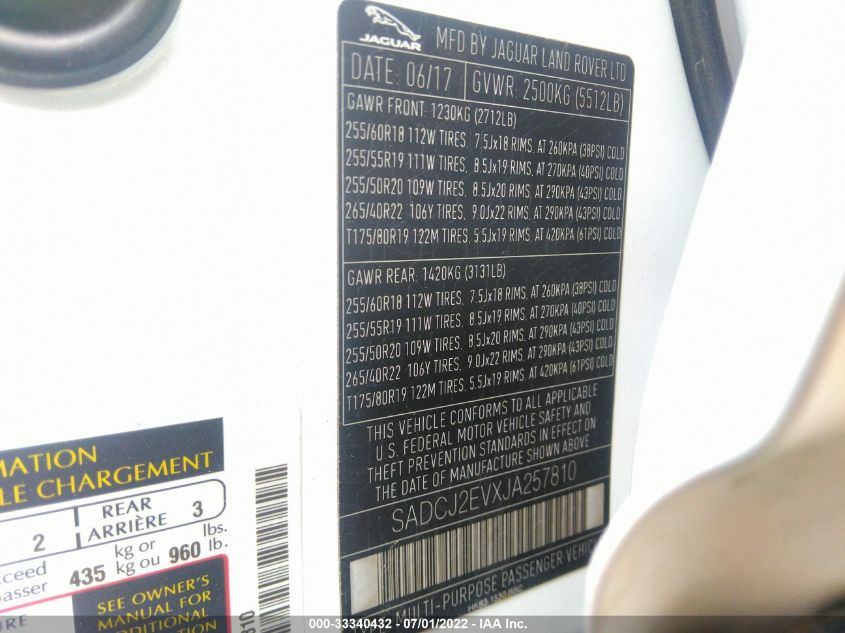 JAGUAR
MFD BY JAGUAR LAND ROVER LTD
DATE: 06/17
GVWR: 2500KG (5512LB)
GAWR FRONT: 1230KG (2712LB)
255/60R18 112W TIRES, 7.5Jx18 RIMS, AT 260KPA (38PSI) COLD
255/55R19 111W TIRES, 8.5Jx19 RIMS, AT 270KPA (40PSI) COLD
255/50R20 109W TIRES, 8.5Jx20 RIMS, AT 290KPA (43PSI) COLD
265/40R22 106Y TIRES, 9.0Jx22 RIMS, AT 290KPA (43PSI) COLD
T175/80R19 122M TIRES, 5.5Jx19 RIMS, AT 420KPA (61PSI) COLD
GAWR REAR: 1420KG (3131LB)
255/60R18 112W TIRES, 7.5Jx18 RIMS, AT 260KPA (38PSI) COLD
255/55R19 111W TIRES, 8.5Jx19 RIMS, AT 270KPA (40PSI) COLD
255/50R20 109W TIRES, 8.5Jx20 RIMS, AT 290KPA (43PSI) COLD
265/40R22 106Y TIRES, 9.0Jx22 RIMS, AT 290KPA (43PSI) COLD
T175/80R19 122M TIRES, 5.5Jx19 RIMS, AT 420KPA (61PSI) COLD
THIS VEHICLE CONFORMS TO ALL APPLICABLE
U.S. FEDERAL MOTOR VEHICLE SAFETY AND
THEFT PREVENTION STANDARDS IN EFFECT ON
THE DATE OF MANUFACTURE SHOWN ABOVE
SADCJ2EVXJA257810
TYPE: MULTI-PURPOSE PASSENGER VEHIC
MATION
LE CHARGEMENT
2
REAR
ARRIÈRE
3
xceed
passer
435
kg or
kg ou
960
lbs.
lb.
SEE OWNER'S
MANUAL FOR
ADDITIONAL
URE
810
000-33340432 - 07/01/2022 - IAA Inc.